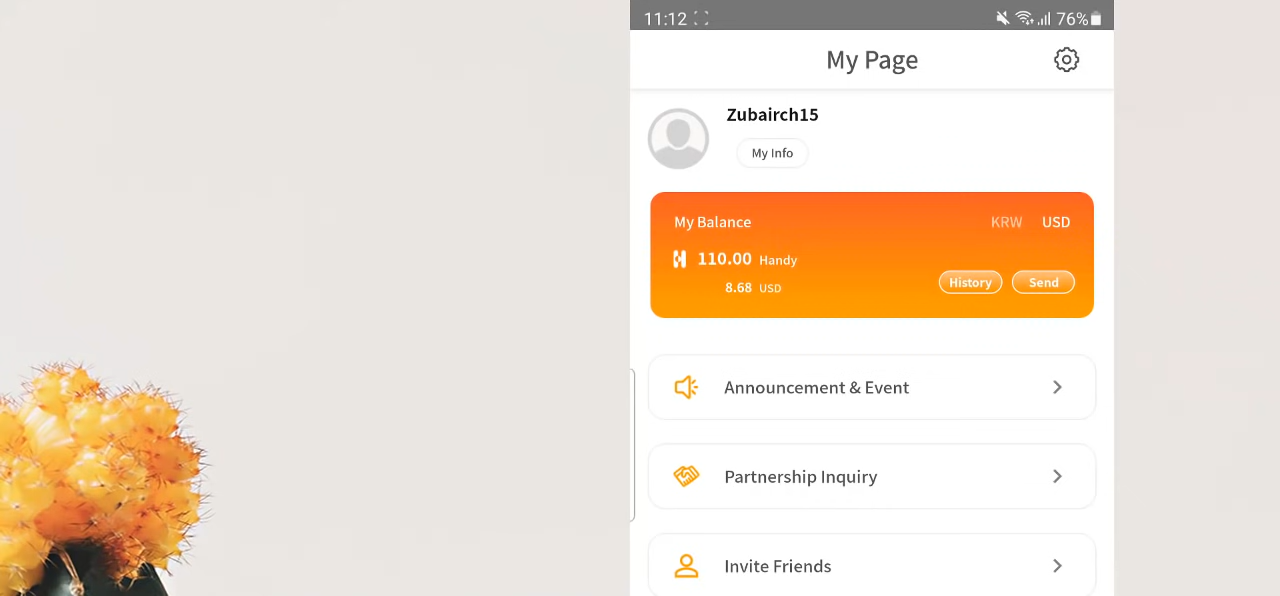 11:12 76%
My Page
Zubairch15
My Info
My Balance KRW USD
110.00 Handy
8.68 USD
History Send
Announcement & Event
Partnership Inquiry
Invite Friends